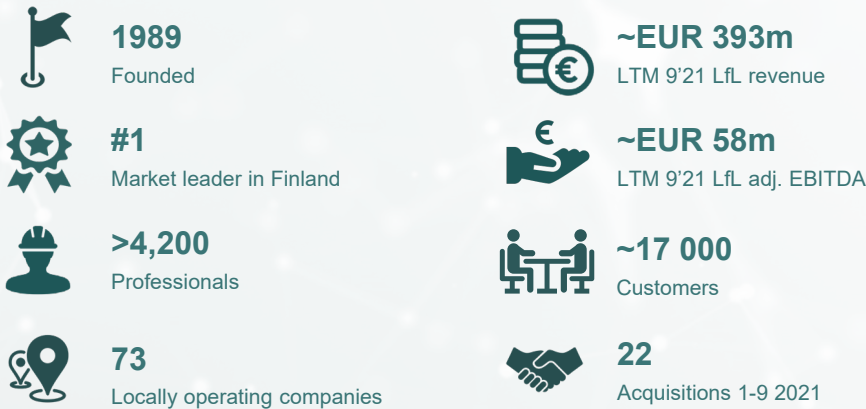 1989
Founded
#1
Market leader in Finland
>4,200
Professionals
73
Locally operating companies
~EUR 393m
LTM 9’21 LfL revenue
€
~EUR 58m
LTM 9’21 LfL adj. EBITDA
€
~17 000
Customers
22
Acquisitions 1-9 2021